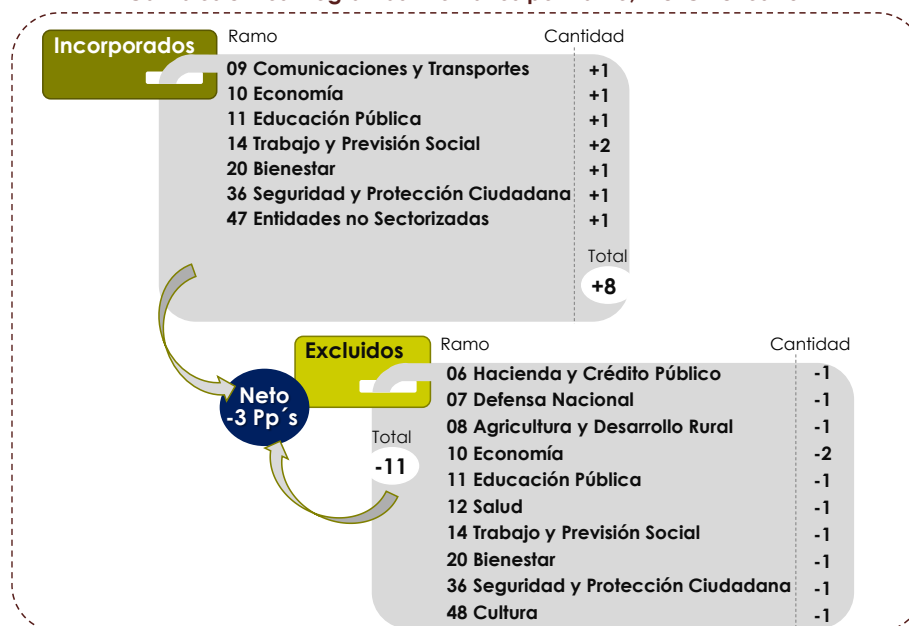 Incorporados
Ramo Cantidad
09 Comunicaciones y Transportes +1
10 Economía +1
11 Educación Pública +1
14 Trabajo y Previsión Social +2
20 Bienestar +1
36 Seguridad y Protección Ciudadana +1
47 Entidades no Sectorizadas +1
Total
+8
Excluidos
Ramo Cantidad
06 Hacienda y Crédito Público -1
07 Defensa Nacional -1
08 Agricultura y Desarrollo Rural -1
10 Economía -2
11 Educación Pública -1
12 Salud -1
14 Trabajo y Previsión Social -1
20 Bienestar -1
36 Seguridad y Protección Ciudadana -1
48 Cultura -1
Total
-11
Neto
-3 Pp´s